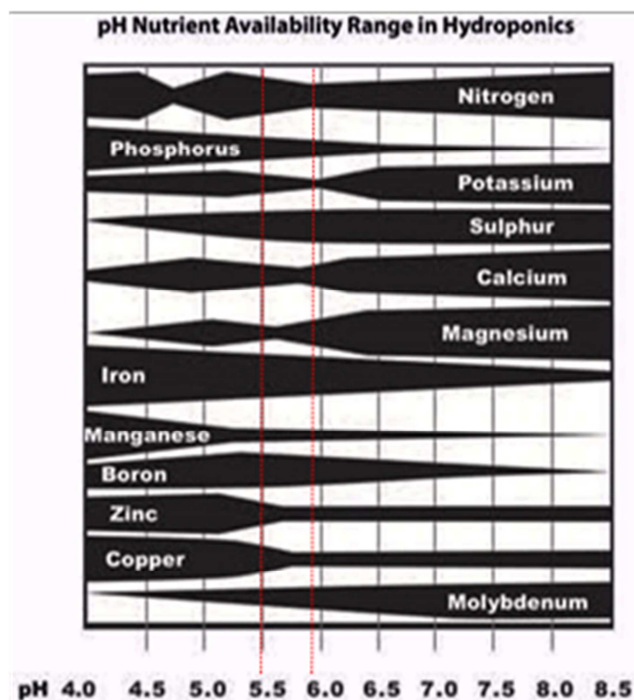 pH Nutrient Availability Range in Hydroponics
Nitrogen
Phosphorus
Potassium
Sulphur
Calcium
Magnesium
Iron
Manganese
Boron
Zinc
Copper
Molybdenum
pH 4.0 4.5 5.0 5.5 6.0 6.5 7.0 7.5 8.0 8.5